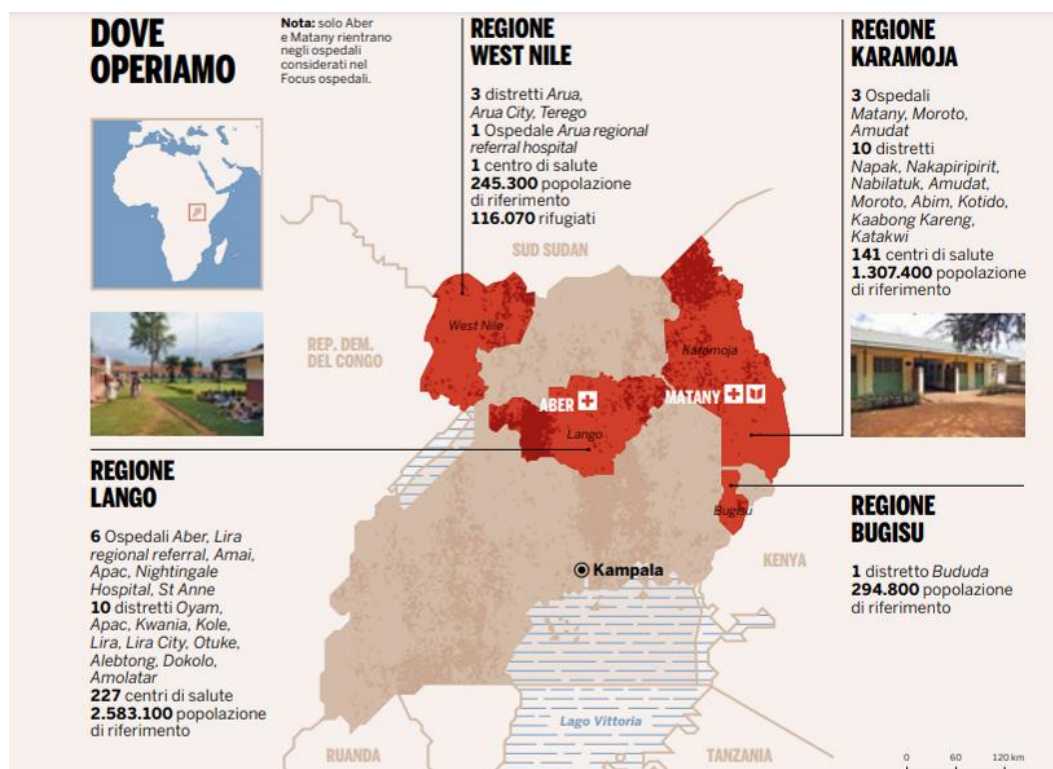 DOVE
OPERIAMO
Nota: solo Aber
e Matany rientrano
negli ospedali
considerati nel
Focus ospedali.
REGIONE
WEST NILE
3 distretti Arua,
Arua City, Terego
1 Ospedale Arua regional
referral hospital
1 centro di salute
245.300 popolazione
di riferimento
116.070 rifugiati
REGIONE
KARAMOJA
3 Ospedali
Matany, Moroto,
Amudat
10 distretti
Napak, Nakapiripirit,
Nabilatuk, Amudat,
Moroto, Abim, Kotido,
Kaabong Kareng,
Katakwi
141 centri di salute
1.307.400 popolazione
di riferimento
SUD SUDAN
West Nile
REP. DEM.
DEL CONGO
Karamoja
ABER
MATANY
Lango
Bugisu
Kampala
KENYA
Lago Vittoria
RUANDA
TANZANIA
REGIONE
LANGO
6 Ospedali Aber, Lira
regional referral, Amai,
Apac, Nightingale
Hospital, St Anne
10 distretti Oyam,
Apac, Kwania, Kole,
Lira, Lira City, Otuke,
Alebtong, Dokolo,
Amolatar
227 centri di salute
2.583.100 popolazione
di riferimento
REGIONE
BUGISU
1 distretto Bududa
294.800 popolazione
di riferimento
0 60 120 km